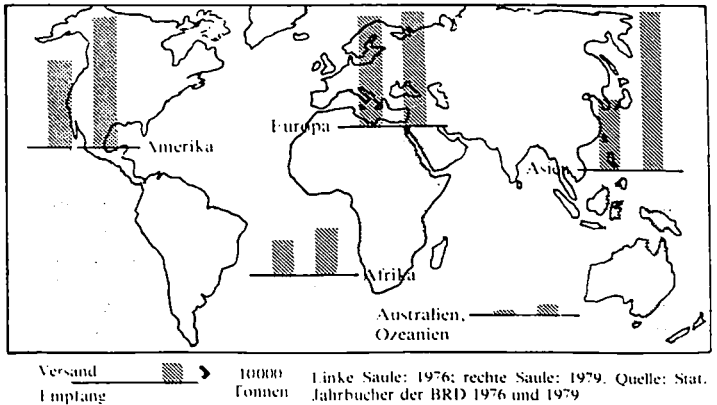 Europa
Amerika
Asien
Afrika
Australien,
Ozeanien
Versand
Empfang
10000
Tonnen
Linke Säule: 1976; rechte Säule: 1979. Quelle: Stat.
Jahrbücher der BRD 1976 und 1979